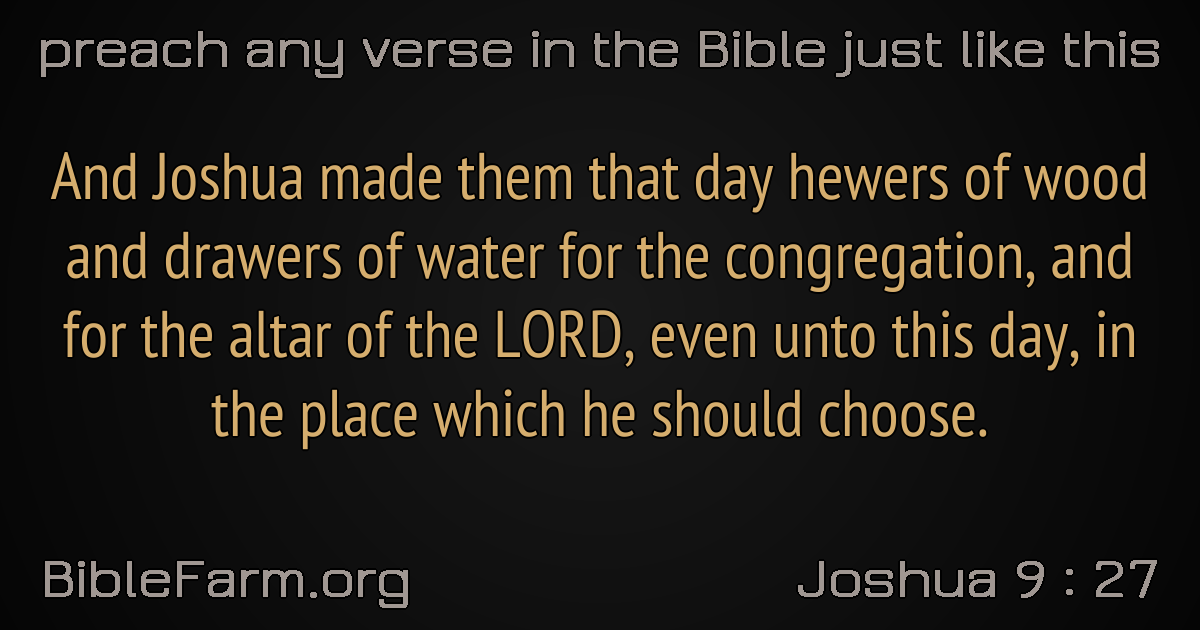 preach any verse in the Bible just like this
And Joshua made them that day hewers of wood
and drawers of water for the congregation, and
for the altar of the LORD, even unto this day, in
the place which he should choose.
BibleFarm.org
Joshua 9 : 27